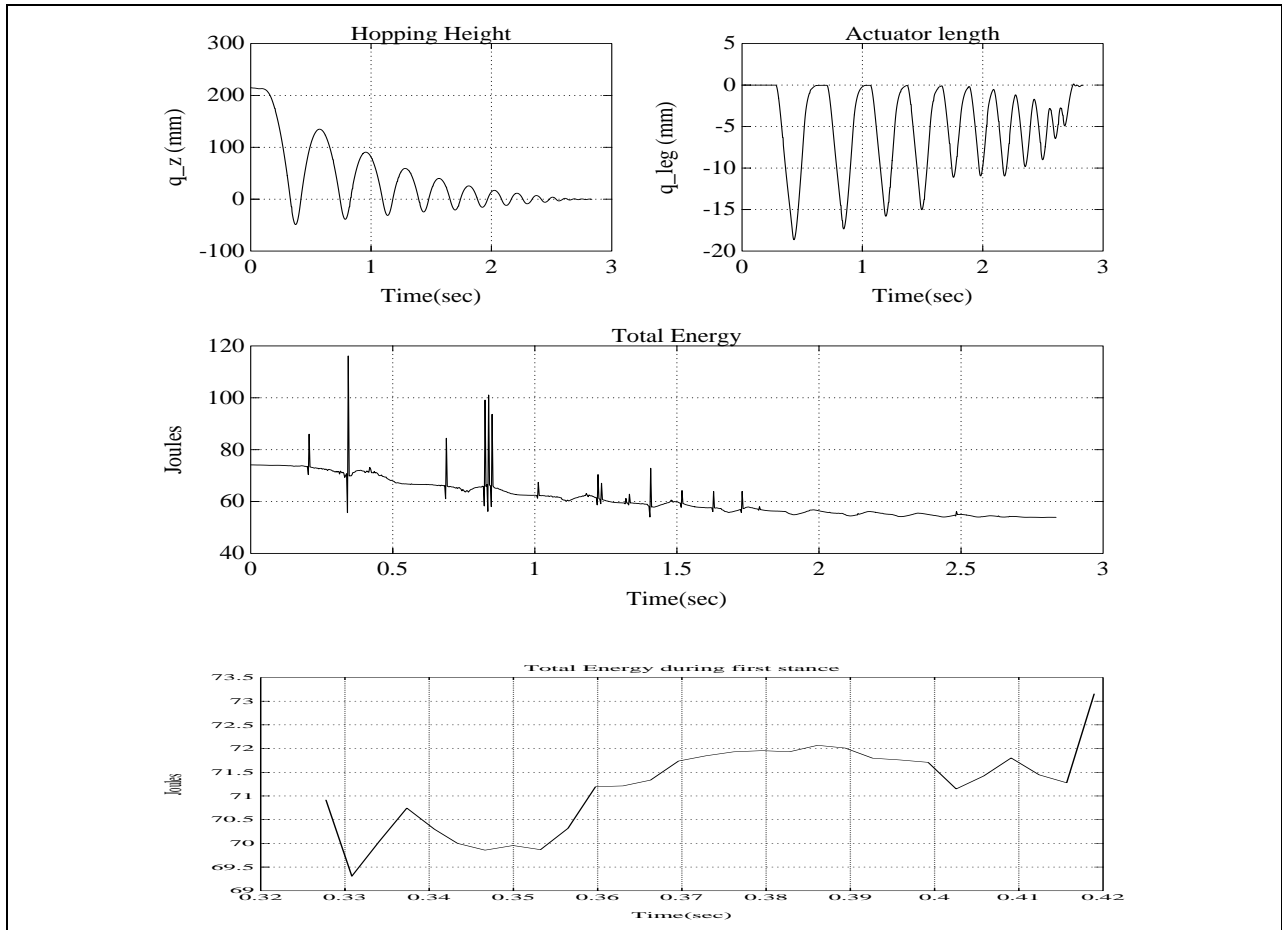 Hopping Height
300
200
100
0
-100
q_z (mm)
0 1 2 3
Time(sec)
Actuator length
5
0
-5
-10
-15
-20
q_leg (mm)
0 1 2 3
Time(sec)
Total Energy
120
100
80
60
40
Joules
0 0.5 1 1.5 2 2.5 3
Time(sec)
Total Energy during first stance
73.5
73
72.5
72
71.5
71
70.5
70
69.5
69
Joules
0.32 0.33 0.34 0.35 0.36 0.37 0.38 0.39 0.4 0.41 0.42
Time(sec)